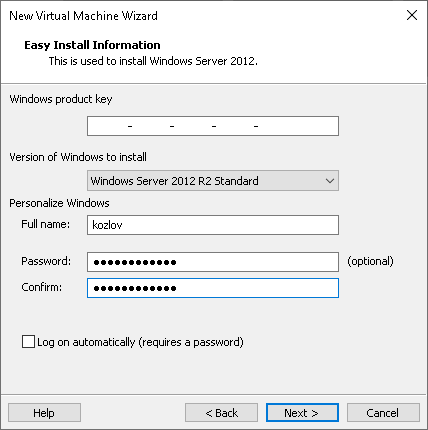 New Virtual Machine Wizard
Easy Install Information
This is used to install Windows Server 2012.
Windows product key
- - - -
Version of Windows to install
Windows Server 2012 R2 Standard
Personalize Windows
Full name: kozlov
Password: ●●●●●●●●●●●● (optional)
Confirm: ●●●●●●●●●●●●
Log on automatically (requires a password)
Help < Back Next > Cancel